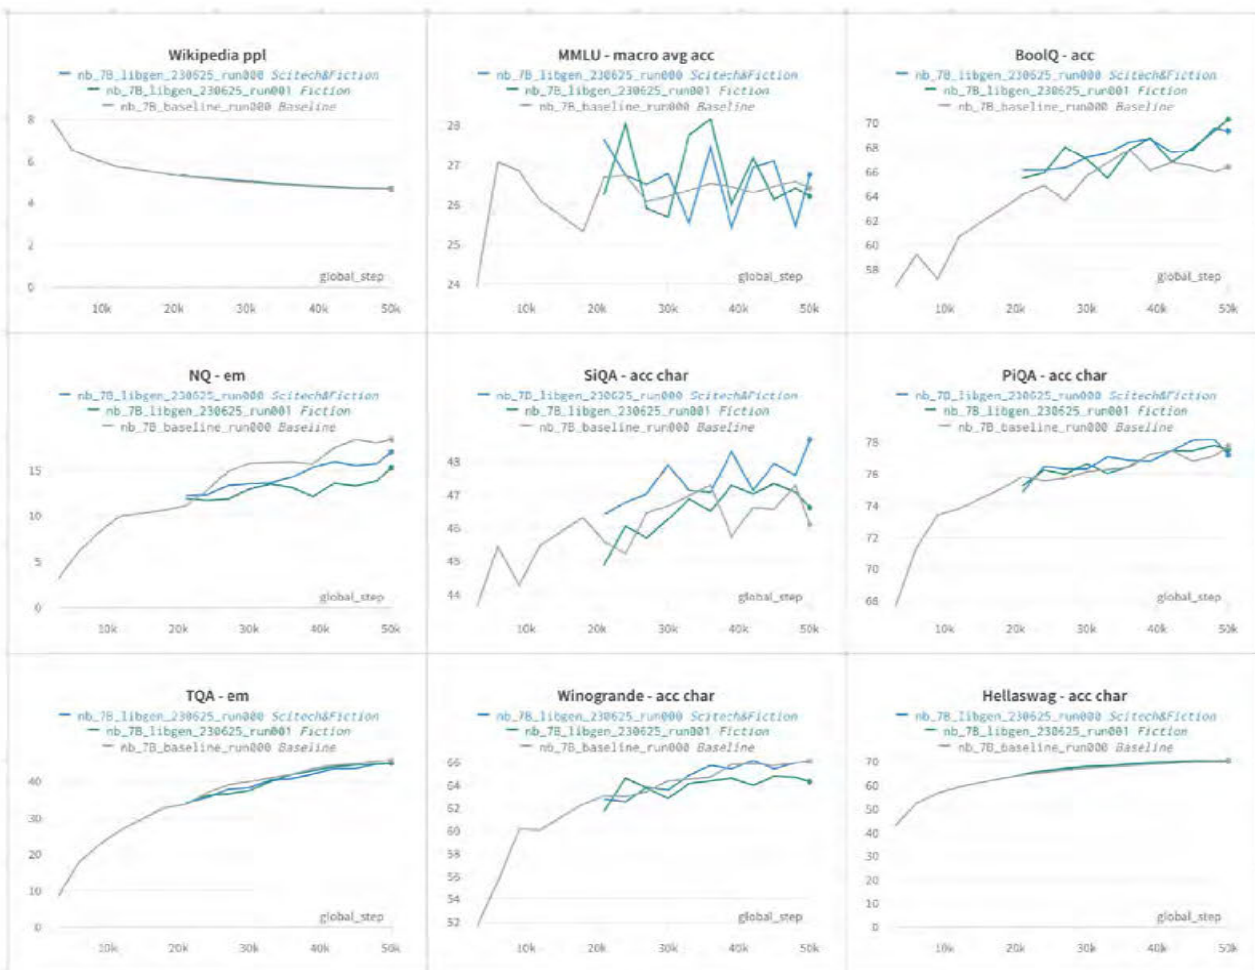 Wikipedia ppl
nb_7B_libgen_230625_run000 Scitech&Fiction
nb_7B_libgen_230625_run001 Fiction
nb_7B_baseline_run000 Baseline
8
6
4
2
0
global_step
10k 20k 30k 40k 50k
MMLU - macro avg acc
nb_7B_libgen_230625_run000 Scitech&Fiction
nb_7B_libgen_230625_run001 Fiction
nb_7B_baseline_run000 Baseline
28
27
26
25
24
global_step
10k 20k 30k 40k 50k
BoolQ - acc
nb_7B_libgen_230625_run000 Scitech&Fiction
nb_7B_libgen_230625_run001 Fiction
nb_7B_baseline_run000 Baseline
70
68
66
64
62
60
58
global_step
10k 20k 30k 40k 50k
NQ - em
nb_7B_libgen_230625_run000 Scitech&Fiction
nb_7B_libgen_230625_run001 Fiction
nb_7B_baseline_run000 Baseline
15
10
5
0
global_step
10k 20k 30k 40k 50k
SiQA - acc char
nb_7B_libgen_230625_run000 Scitech&Fiction
nb_7B_libgen_230625_run001 Fiction
nb_7B_baseline_run000 Baseline
48
47
46
45
44
global_step
10k 20k 30k 40k 50k
PiQA - acc char
nb_7B_libgen_230625_run000 Scitech&Fiction
nb_7B_libgen_230625_run001 Fiction
nb_7B_baseline_run000 Baseline
78
76
74
72
70
68
global_step
10k 20k 30k 40k 50k
TQA - em
nb_7B_libgen_230625_run000 Scitech&Fiction
nb_7B_libgen_230625_run001 Fiction
nb_7B_baseline_run000 Baseline
40
30
20
10
0
global_step
10k 20k 30k 40k 50k
Winogrande - acc char
nb_7B_libgen_230625_run000 Scitech&Fiction
nb_7B_libgen_230625_run001 Fiction
nb_7B_baseline_run000 Baseline
66
64
62
60
58
56
54
52
global_step
10k 20k 30k 40k 50k
Hellaswag - acc char
nb_7B_libgen_230625_run000 Scitech&Fiction
nb_7B_libgen_230625_run001 Fiction
nb_7B_baseline_run000 Baseline
70
60
50
40
30
20
10
0
global_step
10k 20k 30k 40k 50k